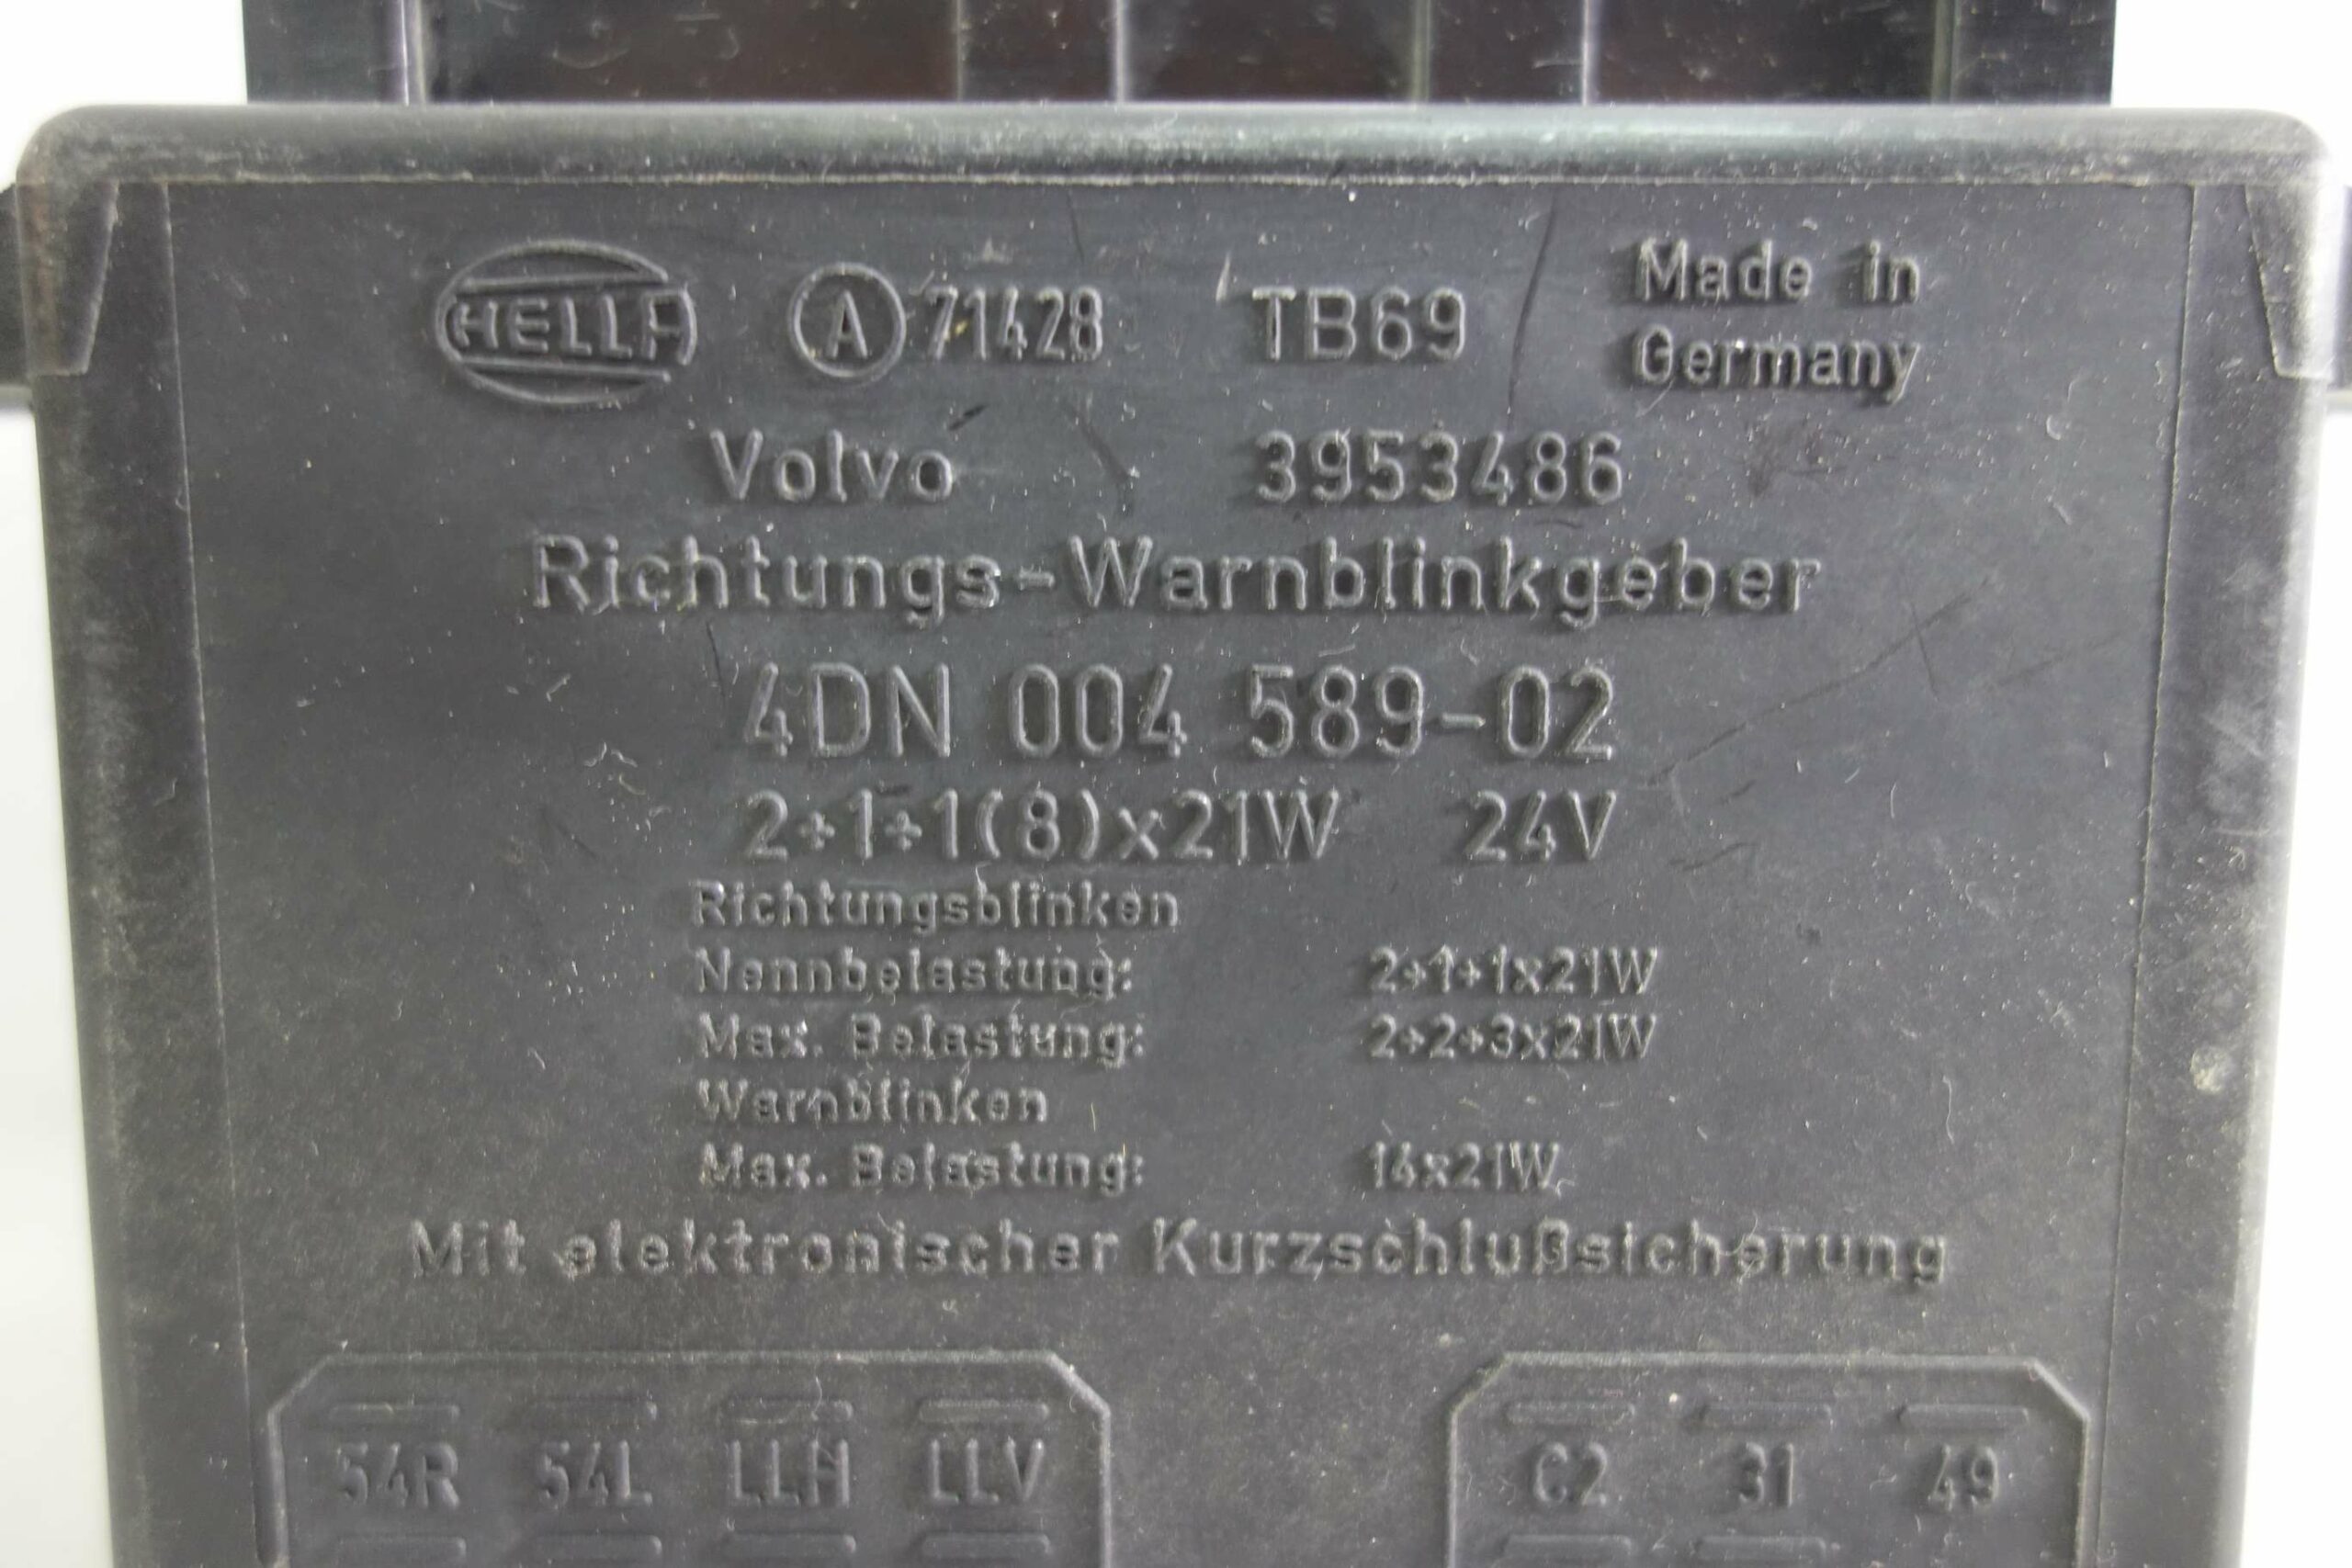 HELLA A 71428 TB69 Made in
Germany
Volvo 3953486
Richtungs-Warnblinkgeber
4DN 004 589-02
2+1+1(8)x21W 24V
Richtungsblinken
Nennbelastung: 2+1+1x21W
Max. Belastung: 2+2+3x21W
Warnblinken
Max. Belastung: 14x21W
Mit elektronischer Kurzschlußsicherung
54R 54L LLH LLV C2 31 49